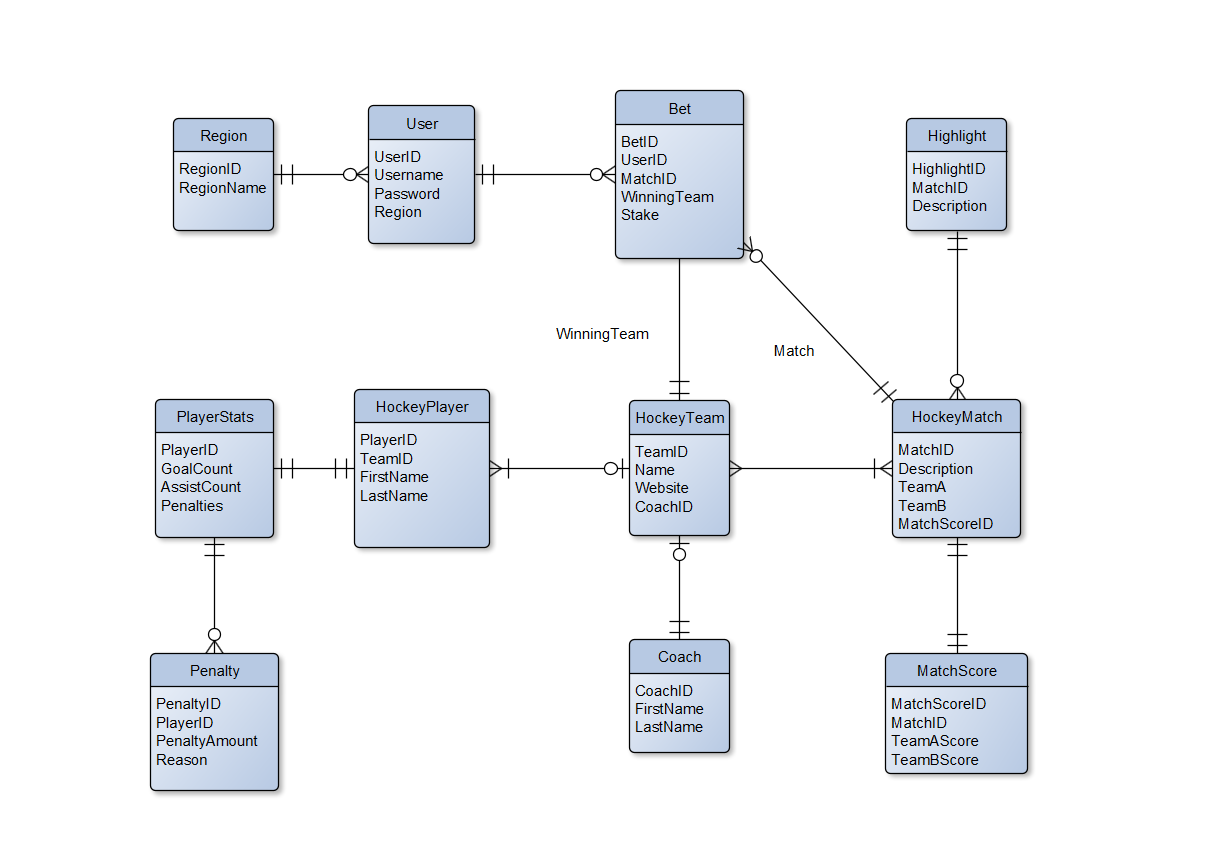 Region
RegionID
RegionName
User
UserID
Username
Password
Region
Bet
BetID
UserID
MatchID
WinningTeam
Stake
Highlight
HighlightID
MatchID
Description
WinningTeam
Match
PlayerStats
PlayerID
GoalCount
AssistCount
Penalties
HockeyPlayer
PlayerID
TeamID
FirstName
LastName
HockeyTeam
TeamID
Name
Website
CoachID
HockeyMatch
MatchID
Description
TeamA
TeamB
MatchScoreID
Penalty
PenaltyID
PlayerID
PenaltyAmount
Reason
Coach
CoachID
FirstName
LastName
MatchScore
MatchScoreID
MatchID
TeamAScore
TeamBScore